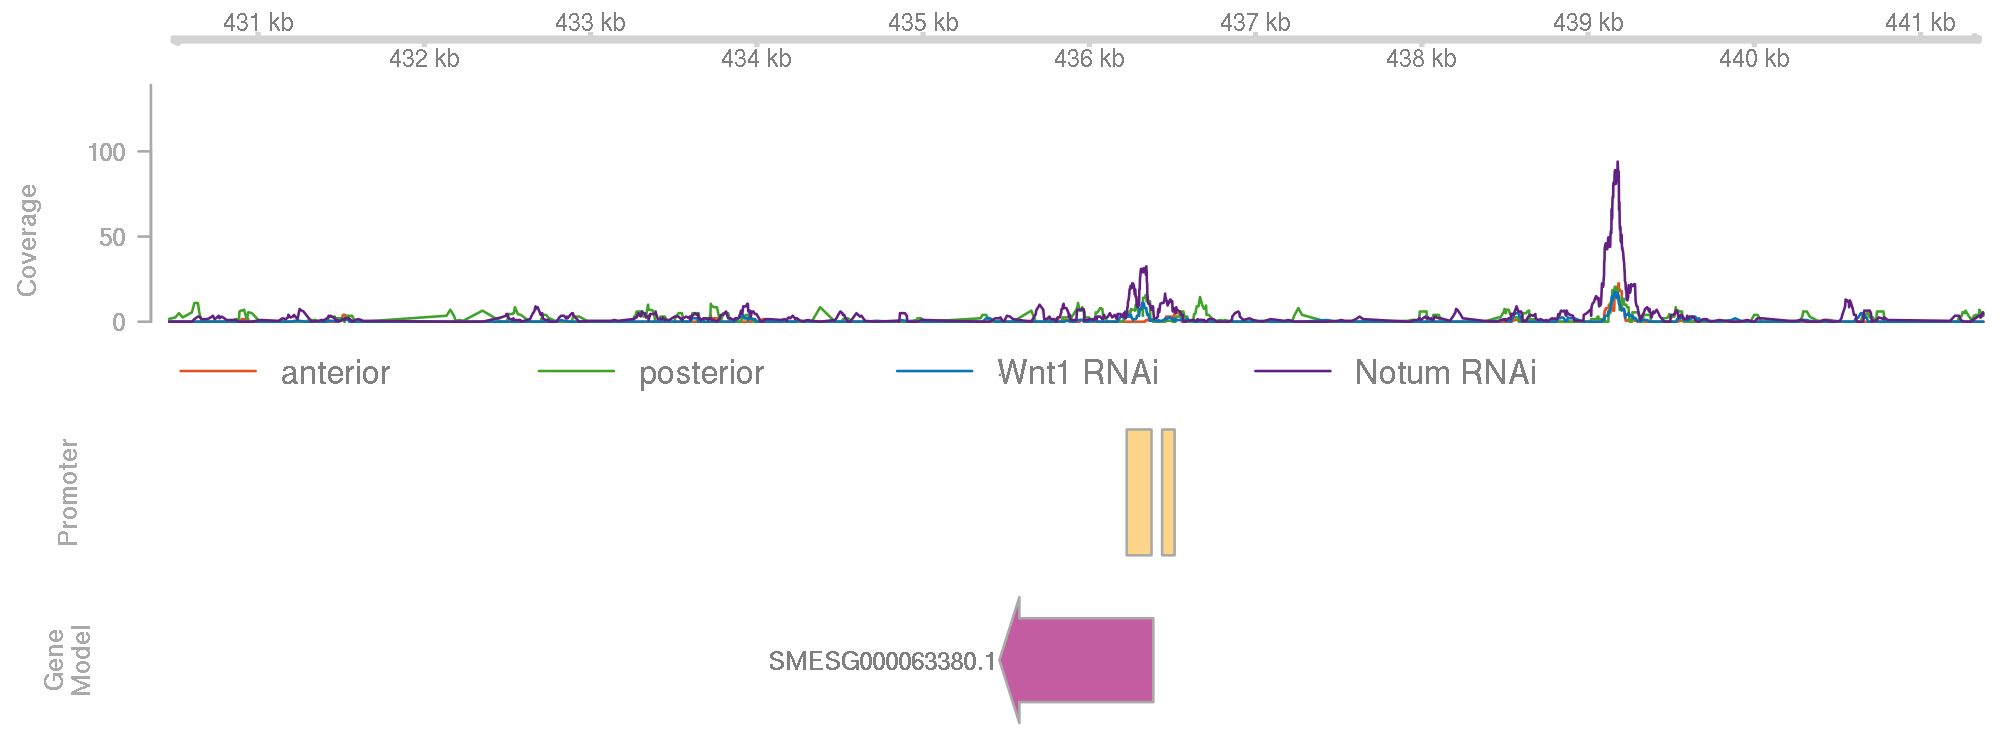 431 kb 433 kb 435 kb 437 kb 439 kb 441 kb
432 kb 434 kb 436 kb 438 kb 440 kb
Coverage
100
50
0
anterior posterior Wnt1 RNAi Notum RNAi
Promoter
Gene
Model
SMESG000063380.1